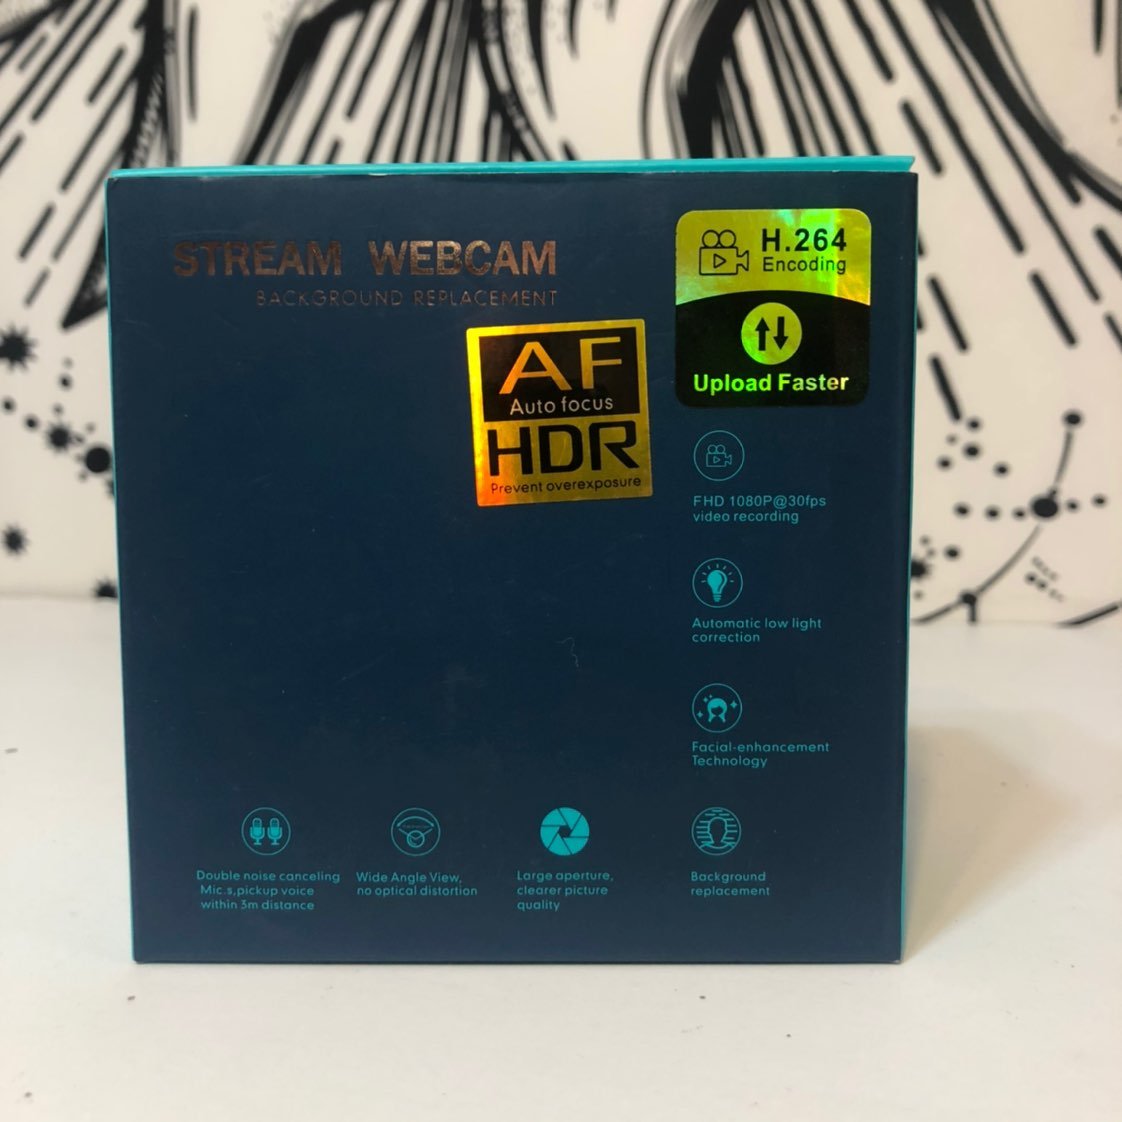 STREAM WEBCAM
BACKGROUND REPLACEMENT
H.264
Encoding
Upload Faster
AF
Auto focus
HDR
Prevent overexposure
FHD 1080P@30fps
video recording
Automatic low light
correction
Facial-enhancement
Technology
Double noise canceling
Mic.s,pickup voice
within 3m distance
Wide Angle View,
no optical distortion
Large aperture,
clearer picture
quality
Background
replacement